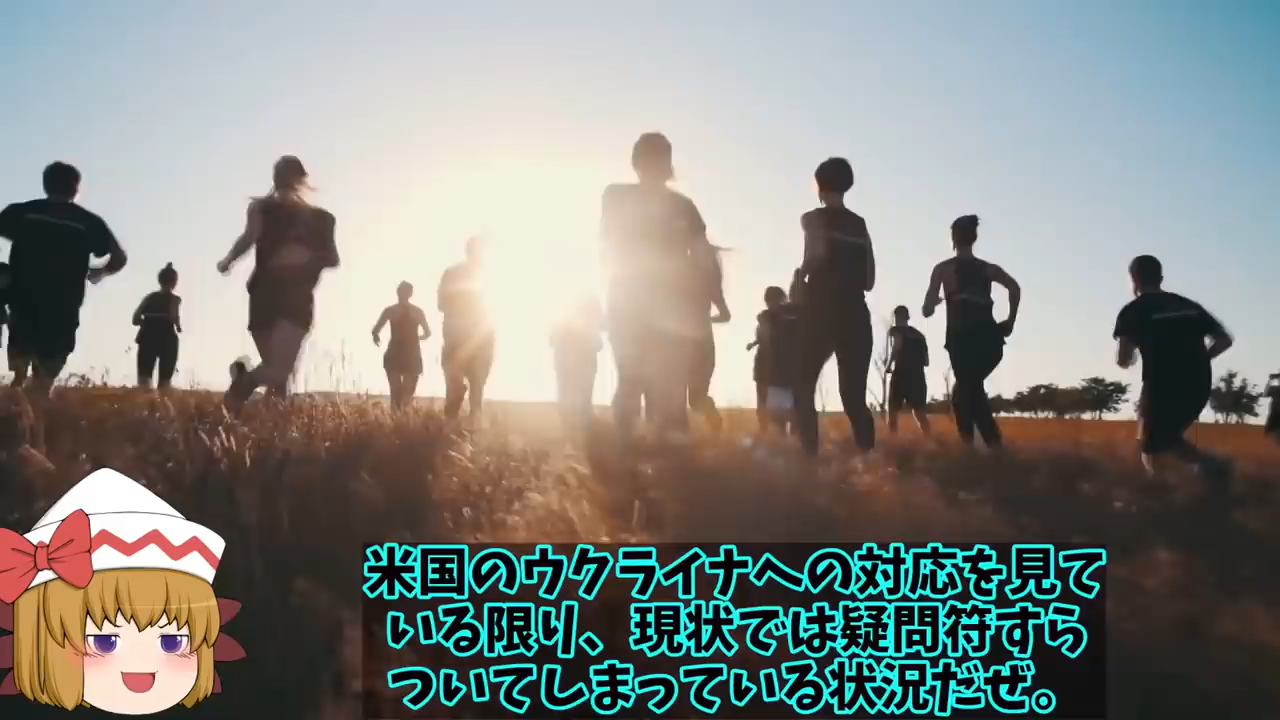 米国のウクライナへの対応を見て
いる限り、現状では疑問符すら
ついてしまっている状況だぜ。